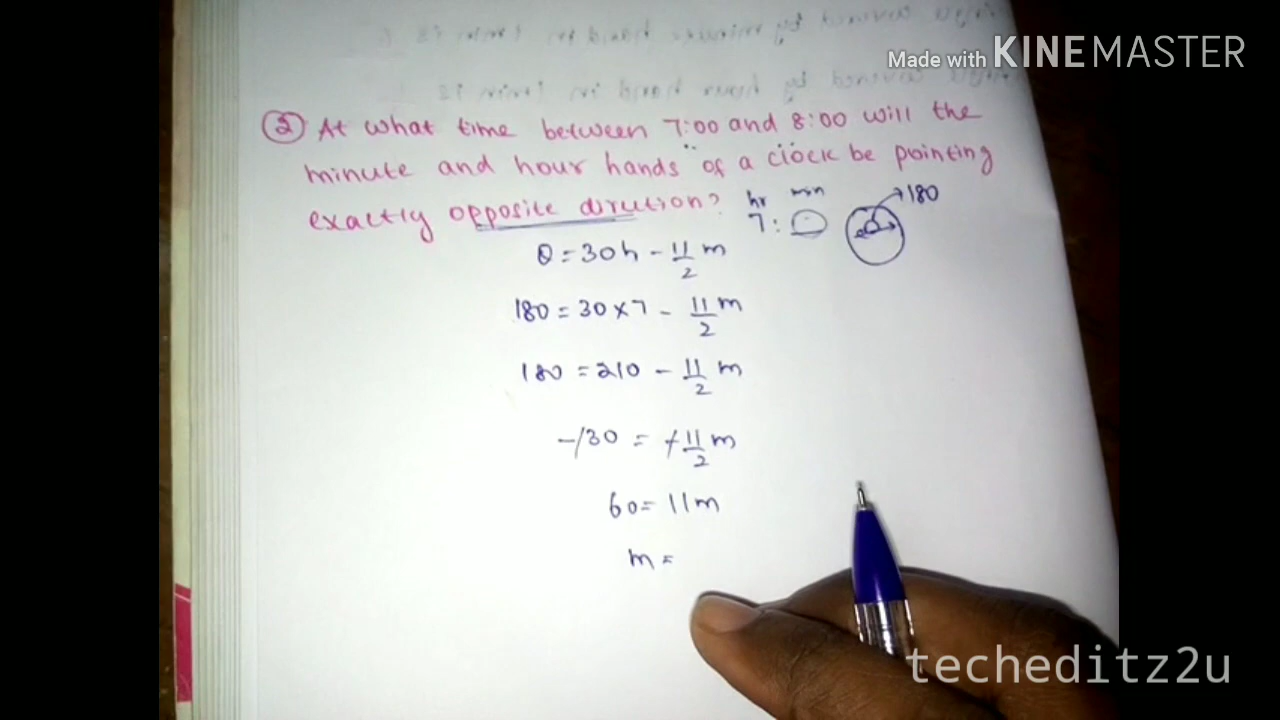 Made with KINEMASTER
② At what time between 7:00 and 8:00 will the
minute and hour hands of a clock be pointing
exactly opposite dirution?
hr min
7:
180
θ = 30h - 11/2 m
180 = 30 x 7 - 11/2 m
180 = 210 - 11/2 m
-30 = -11/2 m
60 = 11m
m =
techeditz2u